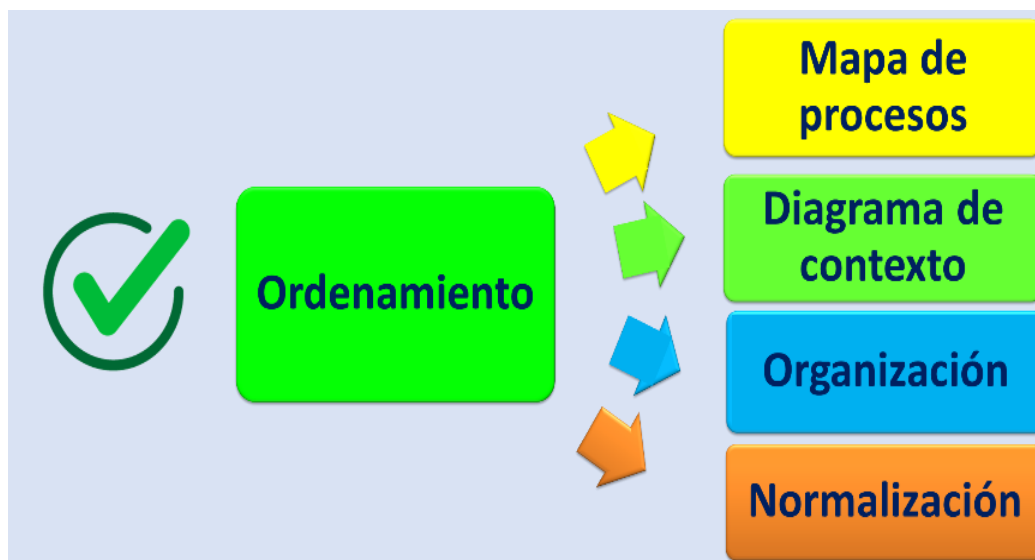 Ordenamiento
Mapa de
procesos
Diagrama de
contexto
Organización
Normalización